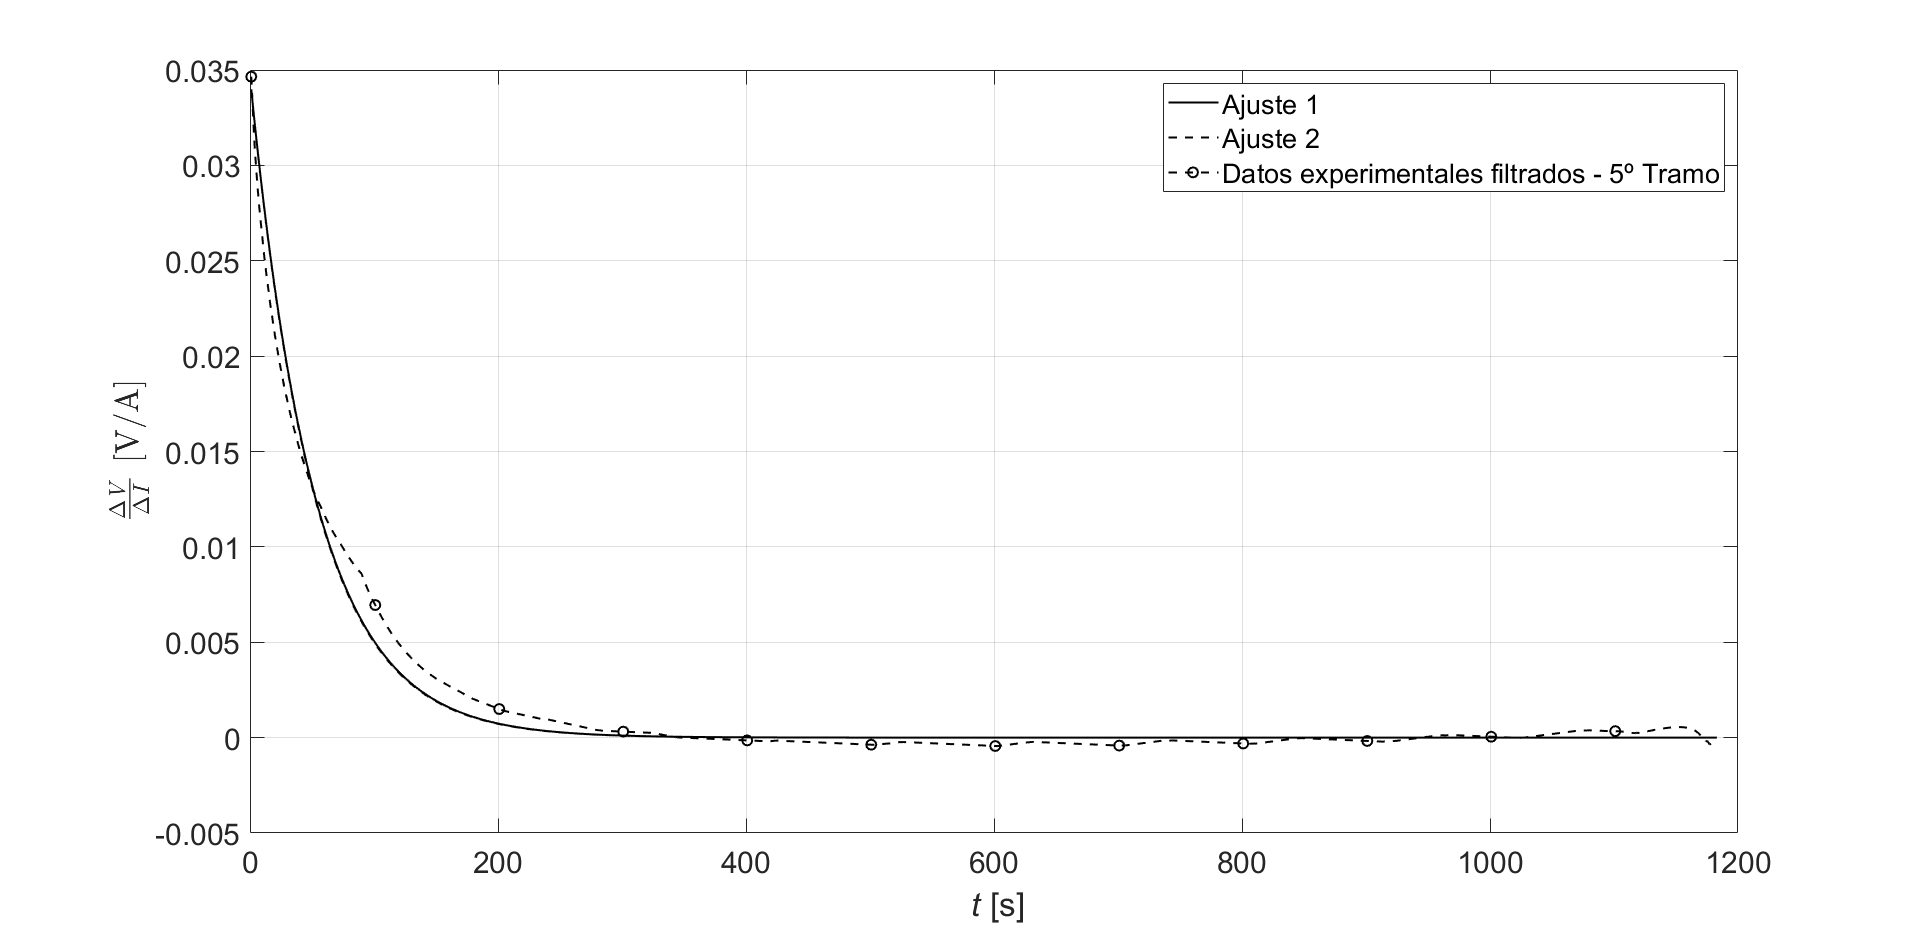 0.035
0.03
0.025
0.02
0.015
0.01
0.005
0
-0.005
ΔV/ΔI [V/A]
Ajuste 1
Ajuste 2
Datos experimentales filtrados - 5º Tramo
0 200 400 600 800 1000 1200
t [s]